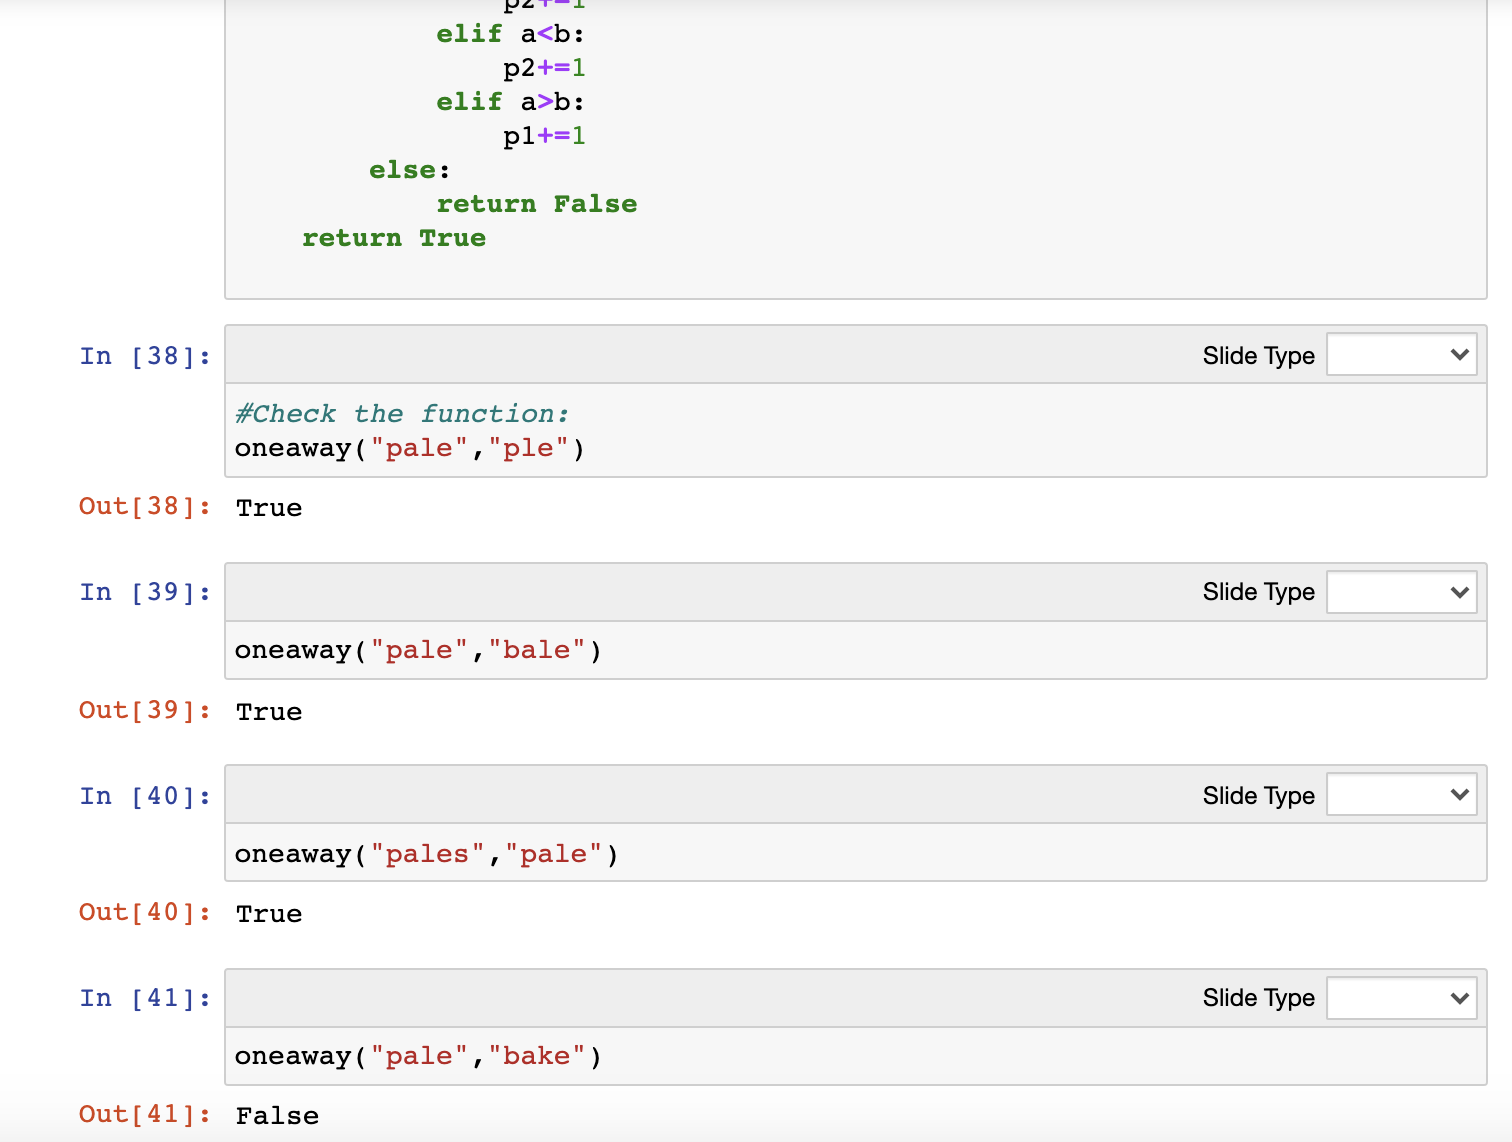 p2+=1
elif a<b:
p2+=1
elif a>b:
p1+=1
else:
return False
return True
In [38]:
Slide Type
#Check the function:
oneaway("pale","ple")
Out[38]: True
In [39]:
Slide Type
oneaway("pale","bale")
Out[39]: True
In [40]:
Slide Type
oneaway("pales","pale")
Out[40]: True
In [41]:
Slide Type
oneaway("pale","bake")
Out[41]: False